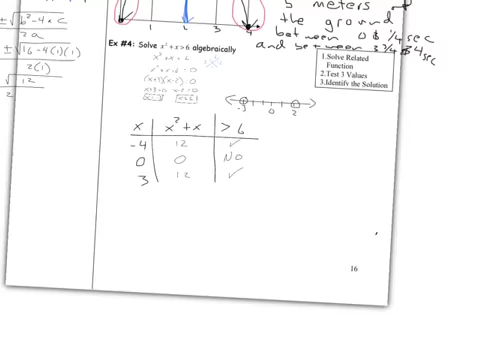 5 meters
± √b²-4ac
2a
the ground
between 0 & 1/4 sec
± √16-4(1)(1)
2(1)
and between 3 3/4 & 4 sec
√12
2
1 2 3 4
Ex #4: Solve x²+x>6 algebraically
1.Solve Related
Function
2.Test 3 Values
3.Identify the Solution
x²+x=6
x²+x-6=0
(x+3)(x-2)=0
x+3=0 x-2=0
-3 0 2
x x²+x >6
-4 12 ✓
0 0 No
3 12 ✓
16